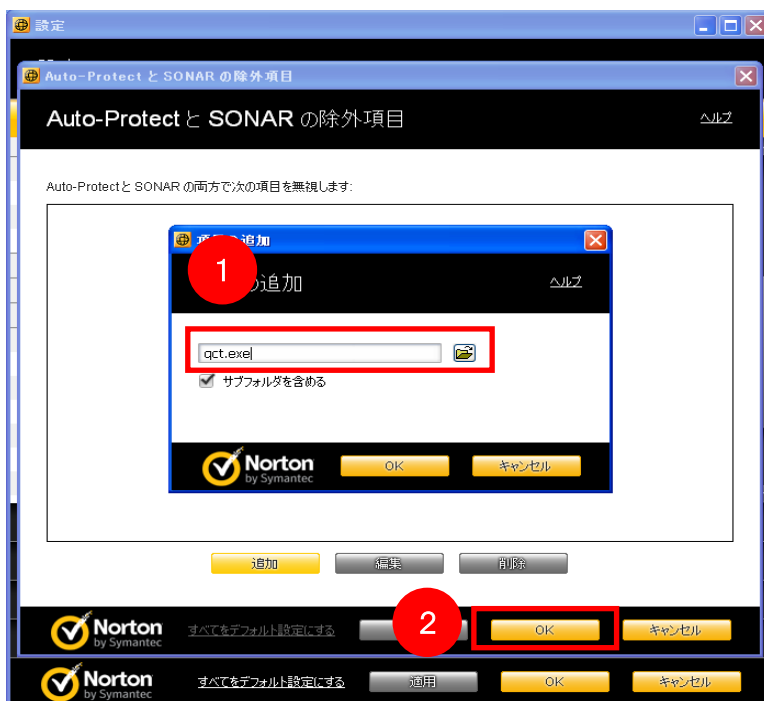 設定
Auto-Protect と SONAR の除外項目
Auto-Protect と SONAR の除外項目
ヘルプ
Auto-Protect と SONAR の両方で次の項目を無視します:
の追加
1
追加
ヘルプ
qct.exe
サブフォルダを含める
Norton
by Symantec
OK
キャンセル
追加
編集
削除
2
Norton
by Symantec
すべてをデフォルト設定にする
OK
キャンセル
Norton
by Symantec
すべてをデフォルト設定にする
適用
OK
キャンセル